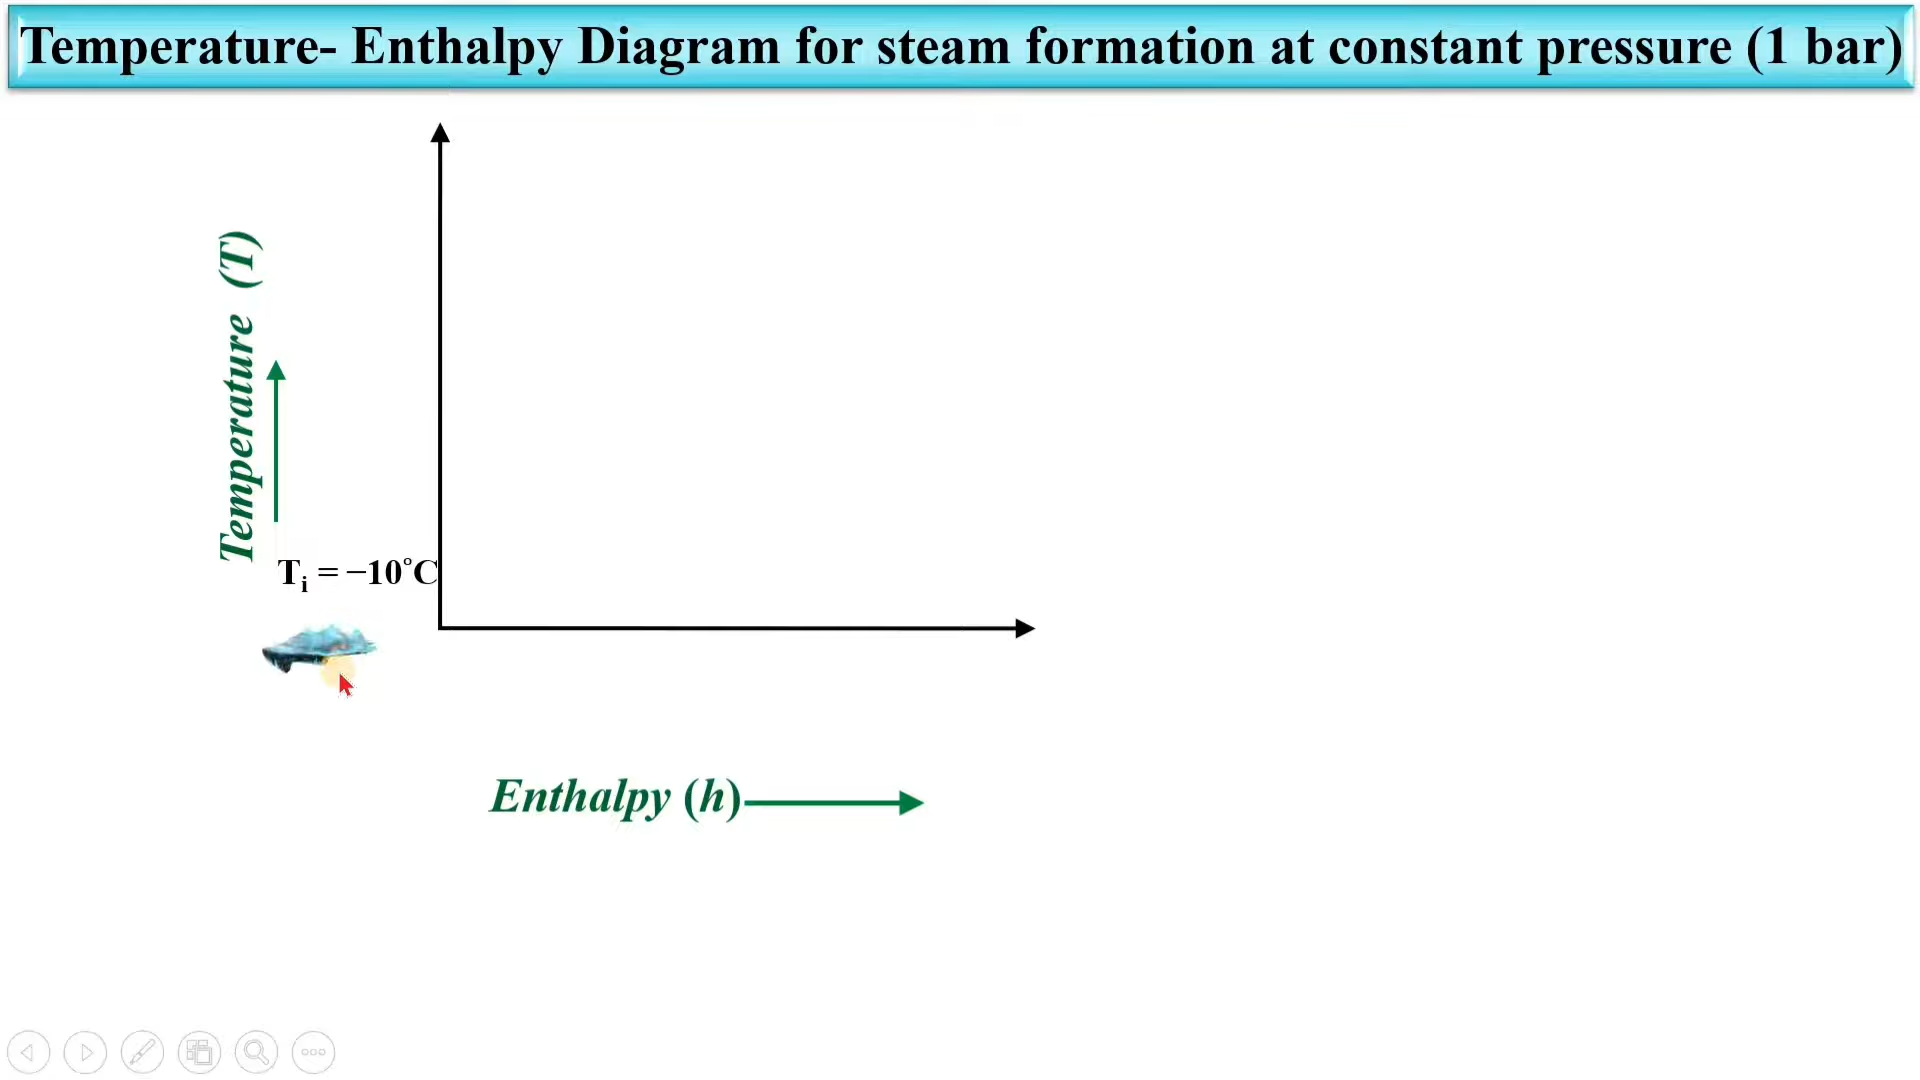 Temperature- Enthalpy Diagram for steam formation at constant pressure (1 bar)
Temperature (T)
Tᵢ = −10°C
Enthalpy (h)